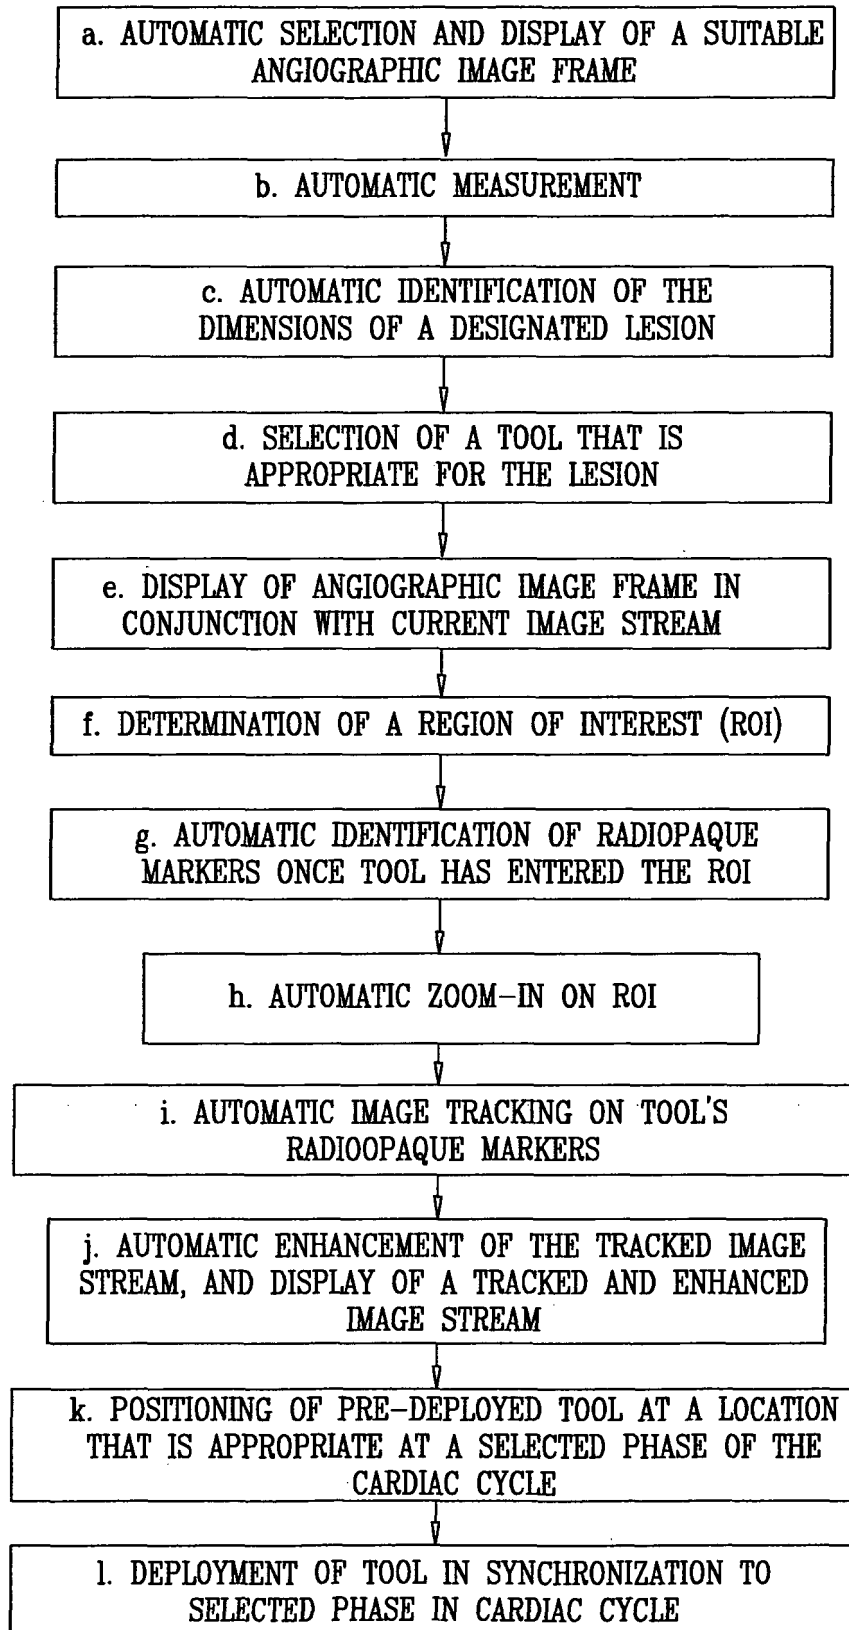 a. AUTOMATIC SELECTION AND DISPLAY OF A SUITABLE
ANGIOGRAPHIC IMAGE FRAME
b. AUTOMATIC MEASUREMENT
c. AUTOMATIC IDENTIFICATION OF THE
DIMENSIONS OF A DESIGNATED LESION
d. SELECTION OF A TOOL THAT IS
APPROPRIATE FOR THE LESION
e. DISPLAY OF ANGIOGRAPHIC IMAGE FRAME IN
CONJUNCTION WITH CURRENT IMAGE STREAM
f. DETERMINATION OF A REGION OF INTEREST (ROI)
g. AUTOMATIC IDENTIFICATION OF RADIOPAQUE
MARKERS ONCE TOOL HAS ENTERED THE ROI
h. AUTOMATIC ZOOM-IN ON ROI
i. AUTOMATIC IMAGE TRACKING ON TOOL'S
RADIOOPAQUE MARKERS
j. AUTOMATIC ENHANCEMENT OF THE TRACKED IMAGE
STREAM, AND DISPLAY OF A TRACKED AND ENHANCED
IMAGE STREAM
k. POSITIONING OF PRE-DEPLOYED TOOL AT A LOCATION
THAT IS APPROPRIATE AT A SELECTED PHASE OF THE
CARDIAC CYCLE
l. DEPLOYMENT OF TOOL IN SYNCHRONIZATION TO
SELECTED PHASE IN CARDIAC CYCLE